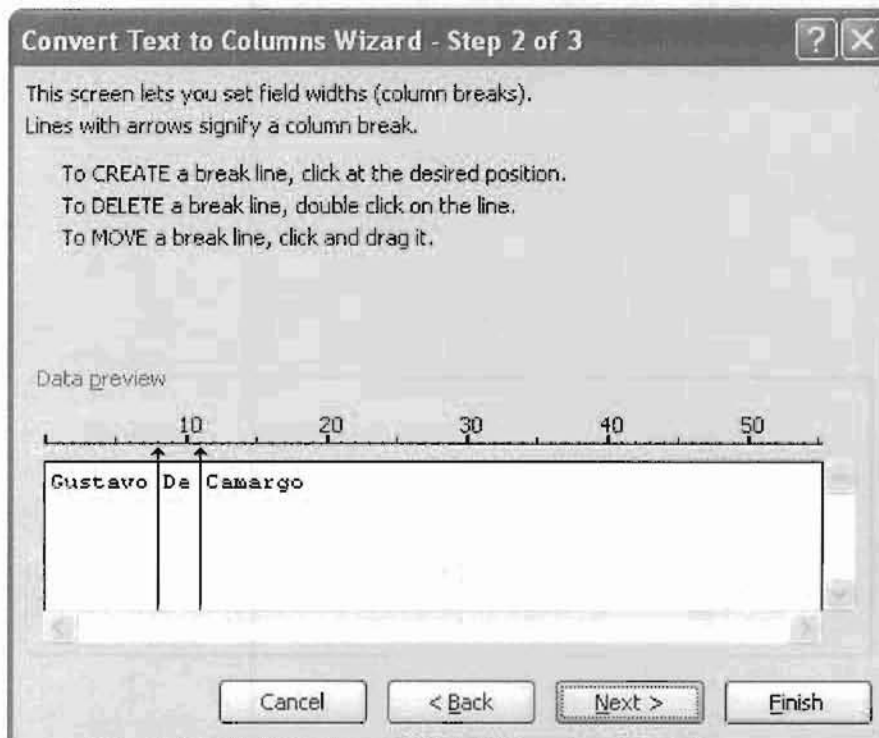 Convert Text to Columns Wizard - Step 2 of 3
This screen lets you set field widths (column breaks).
Lines with arrows signify a column break.
To CREATE a break line, click at the desired position.
To DELETE a break line, double click on the line.
To MOVE a break line, click and drag it.
Data preview
10 20 30 40 50
Gustavo De Camargo
Cancel < Back Next > Finish